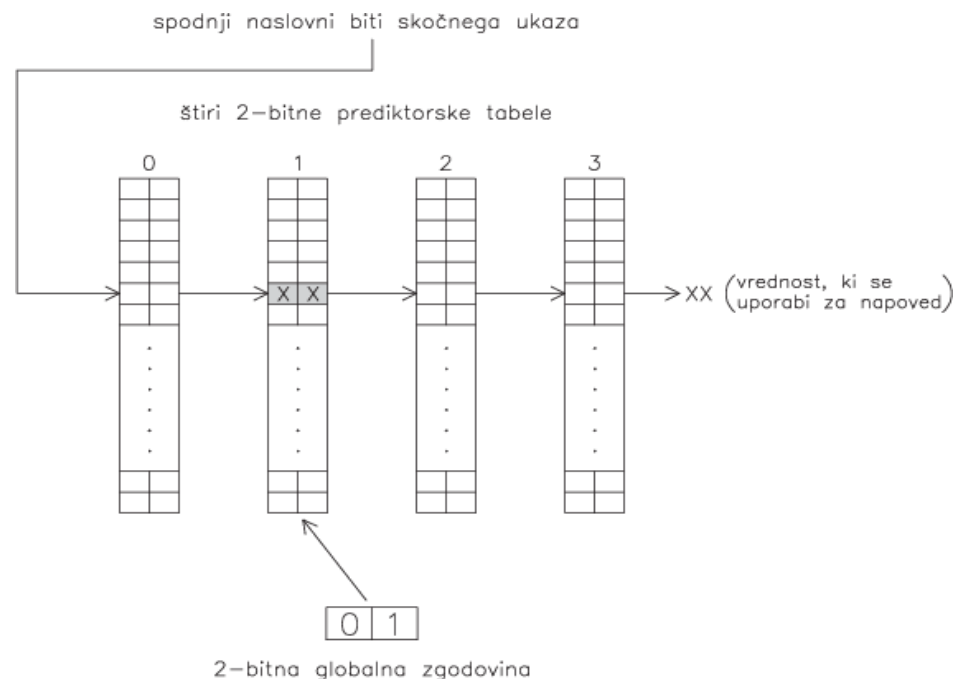 spodnji naslovni biti skočnega ukaza
štiri 2-bitne prediktorske tabele
0 1 2 3
X X
XX (vrednost, ki se
uporabi za napoved)
0 1
2-bitna globalna zgodovina